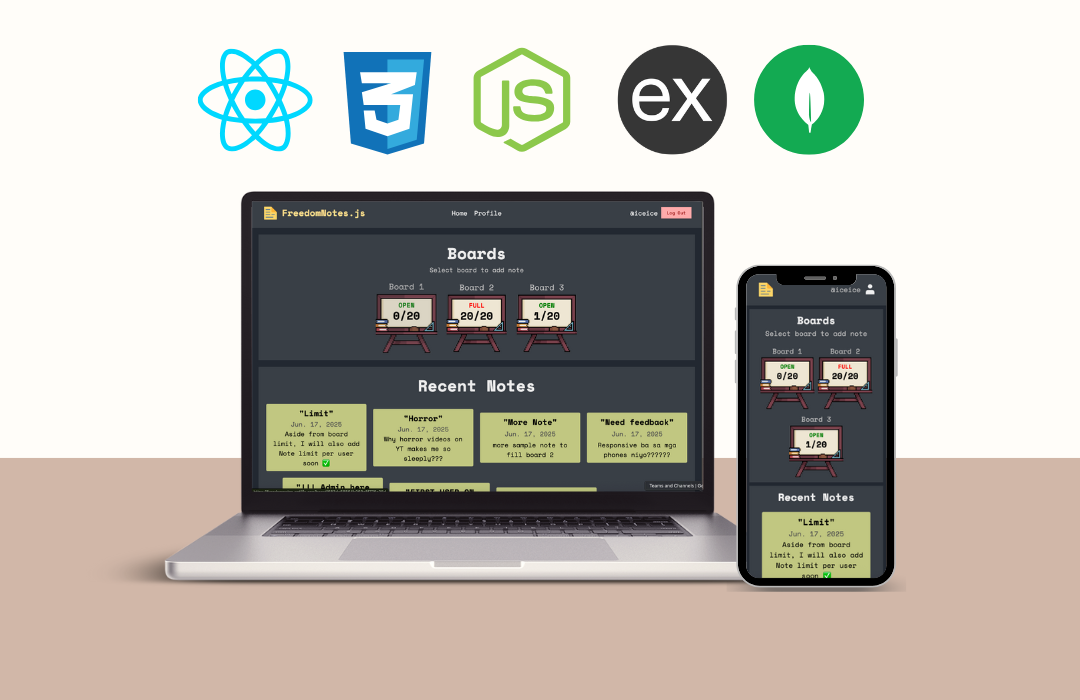 3
JS
ex
FreedomNotes.js
Home Profile
@iceice
Log Out
Boards
Select board to add note
Board 1
Board 2
Board 3
OPEN
0/20
FULL
20/20
OPEN
1/20
Recent Notes
"Limit"
Jun. 17, 2025
Aside from board
limit, I will also add
Note limit per user
soon ✅
"Horror"
Jun. 17, 2025
Why horror videos on
YT makes me so
sleeply???
"More Note"
Jun. 17, 2025
more sample note to
fill board 2
"Need feedback"
Jun. 17, 2025
Responsive ba sa mga
phones niyo??????
"!!! Admin here
Teams and Channels | Ge
@iceice
Boards
Select board to add note
Board 1
Board 2
OPEN
0/20
FULL
20/20
Board 3
OPEN
1/20
Recent Notes
"Limit"
Jun. 17, 2025
Aside from board
limit, I will also add
Note limit per user
soon ✅